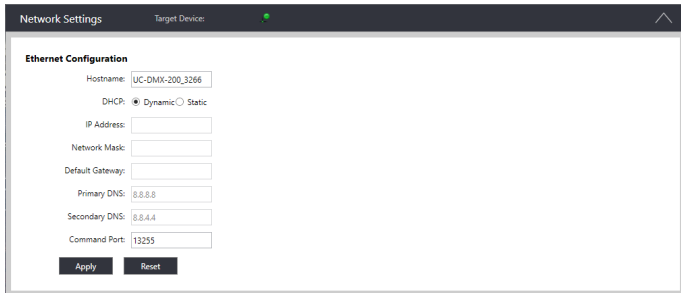 Network Settings Target Device:
Ethernet Configuration
Hostname: UC-DMX-200_3266
DHCP: Dynamic Static
IP Address:
Network Mask:
Default Gateway:
Primary DNS: 8.8.8.8
Secondary DNS: 8.8.4.4
Command Port: 13255
Apply Reset